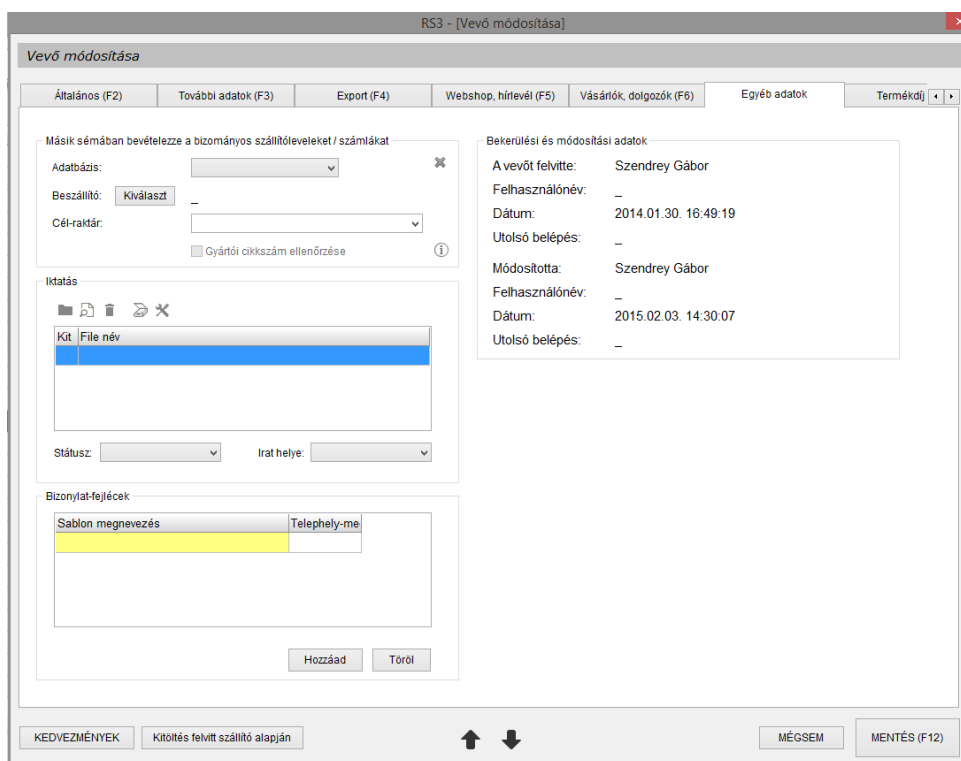 RS3 - [Vevő módosítása]
Vevő módosítása
Általános (F2)
További adatok (F3)
Export (F4)
Webshop, hírlevél (F5)
Vásárlók, dolgozók (F6)
Egyéb adatok
Termékdíj
Másik sémában bevételezze a bizományos szállítóleveleket / számlákat
Adatbázis:
Beszállító: Kiválaszt _
Cél-raktár:
Gyártói cikkszám ellenőrzése
Iktatás
Kit File név
Státusz: Irat helye:
Bizonylat-fejlécek
Sablon megnevezés Telephely-me
Hozzáad Töröl
Bekerülési és módosítási adatok
A vevőt felvitte: Szendrey Gábor
Felhasználónév: _
Dátum: 2014.01.30. 16:49:19
Utolsó belépés: _
Módosította: Szendrey Gábor
Felhasználónév: _
Dátum: 2015.02.03. 14:30:07
Utolsó belépés: _
KEDVEZMÉNYEK Kitöltés felvitt szállító alapján MÉGSEM MENTÉS (F12)